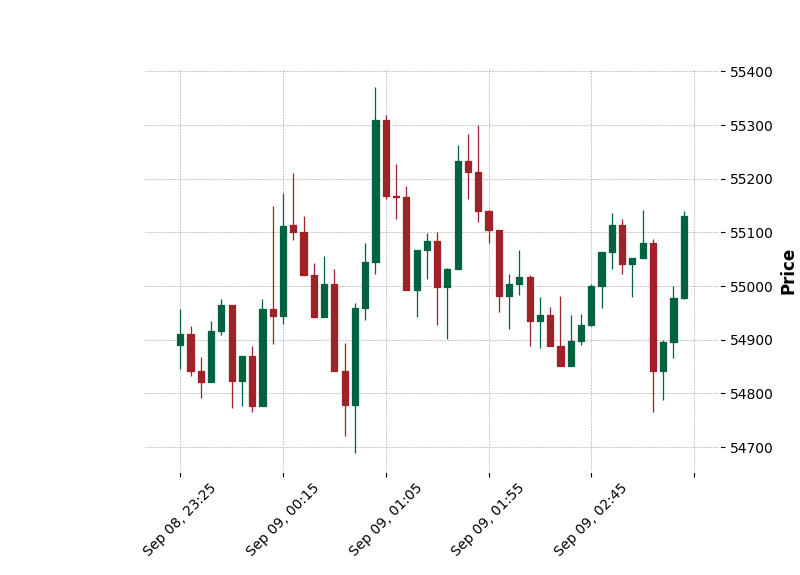 55400
55300
55200
55100
55000
54900
54800
54700
Price
Sep 08, 23:25
Sep 09, 00:15
Sep 09, 01:05
Sep 09, 01:55
Sep 09, 02:45